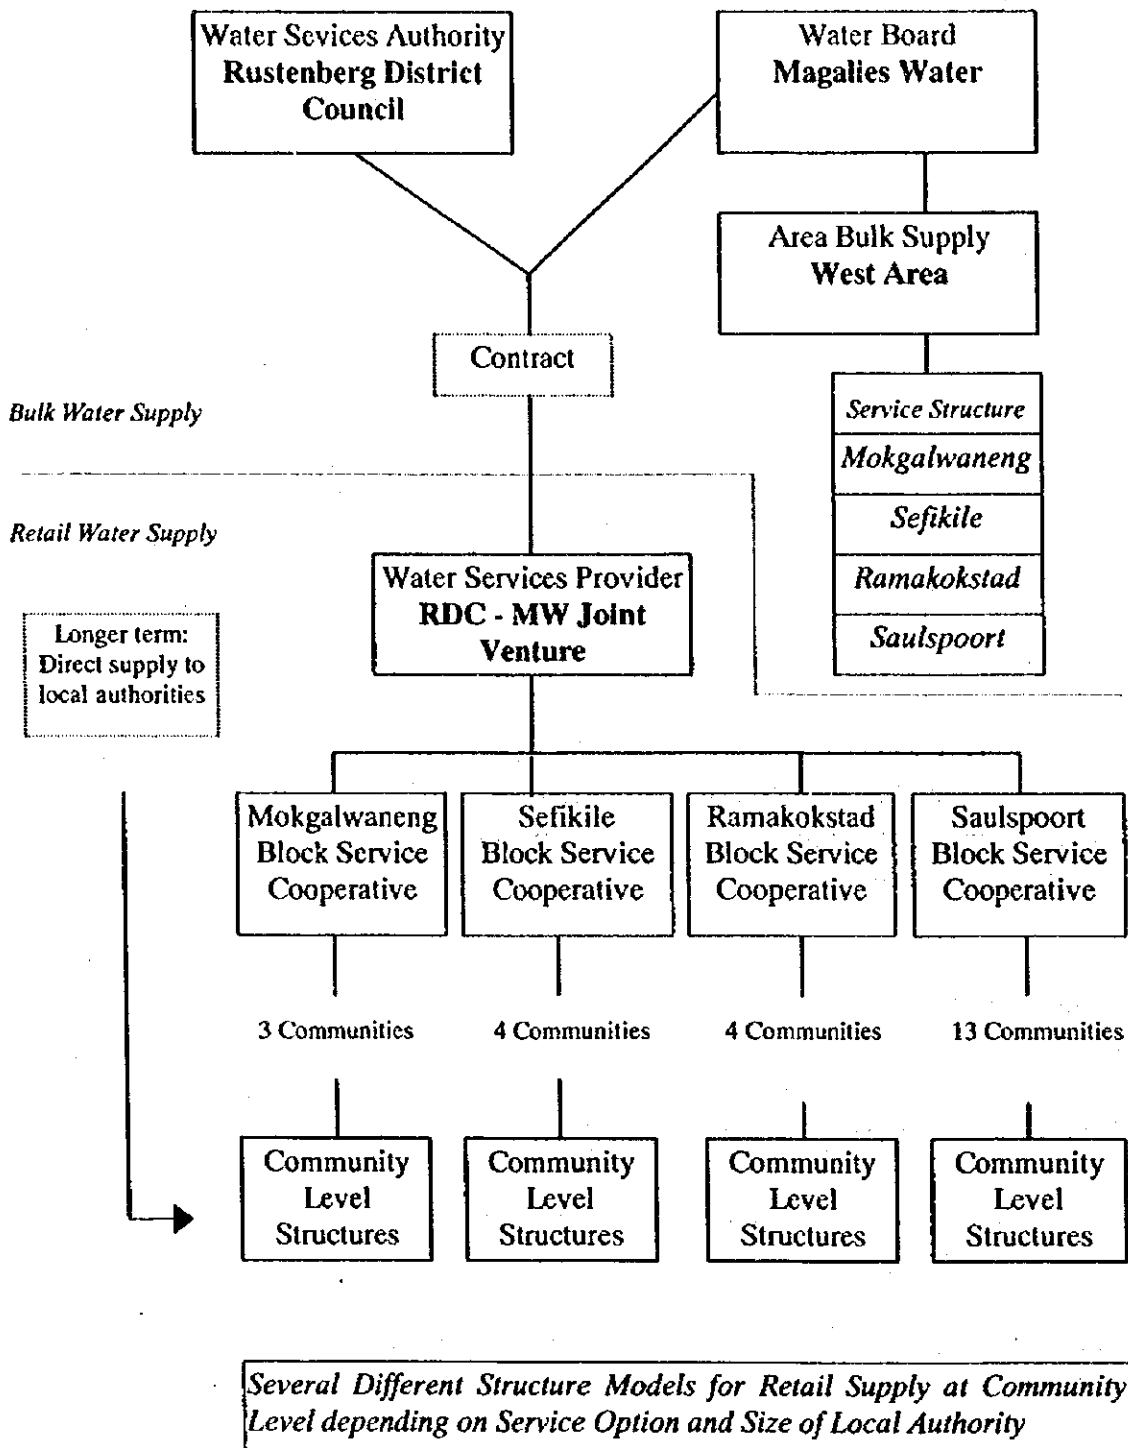 Water Sevices Authority
Rustenberg District
Council
Water Board
Magalies Water
Area Bulk Supply
West Area
Contract
Bulk Water Supply
Service Structure
Mokgalwaneng
Sefikile
Ramakokstad
Saulspoort
Retail Water Supply
Water Services Provider
RDC - MW Joint
Venture
Longer term:
Direct supply to
local authorities
Mokgalwaneng
Block Service
Cooperative
Sefikile
Block Service
Cooperative
Ramakokstad
Block Service
Cooperative
Saulspoort
Block Service
Cooperative
3 Communities
4 Communities
4 Communities
13 Communities
Community
Level
Structures
Community
Level
Structures
Community
Level
Structures
Community
Level
Structures
Several Different Structure Models for Retail Supply at Community
Level depending on Service Option and Size of Local Authority